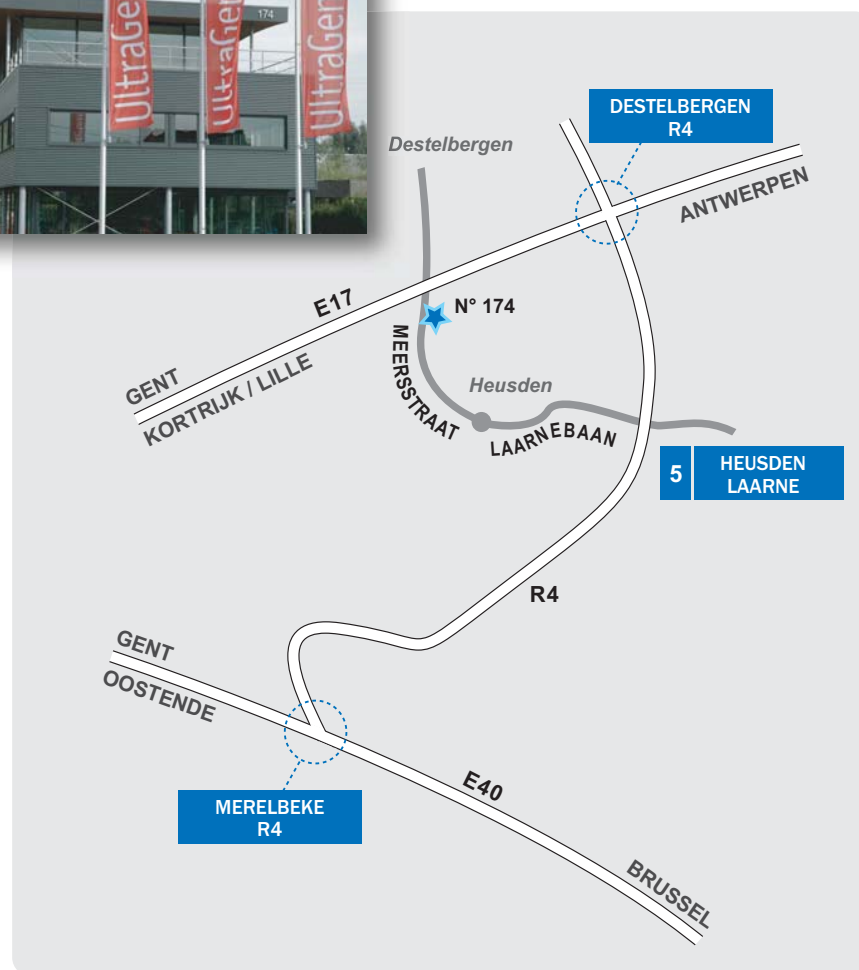 174
UltraGen
UltraGen
UltraGen
DESTELBERGEN
R4
Destelbergen
ANTWERPEN
E17
N° 174
GENT
KORTRIJK / LILLE
MEERSSTRAAT
Heusden
LAARNEBAAN
5
HEUSDEN
LAARNE
R4
GENT
OOSTENDE
MERELBEKE
R4
E40
BRUSSEL